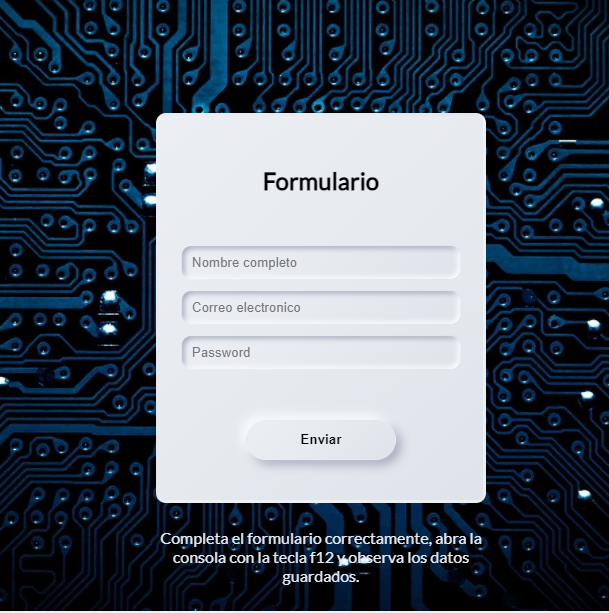 Formulario
Nombre completo
Correo electronico
Password
Enviar
Completa el formulario correctamente, abra la
consola con la tecla f12 y observa los datos
guardados.